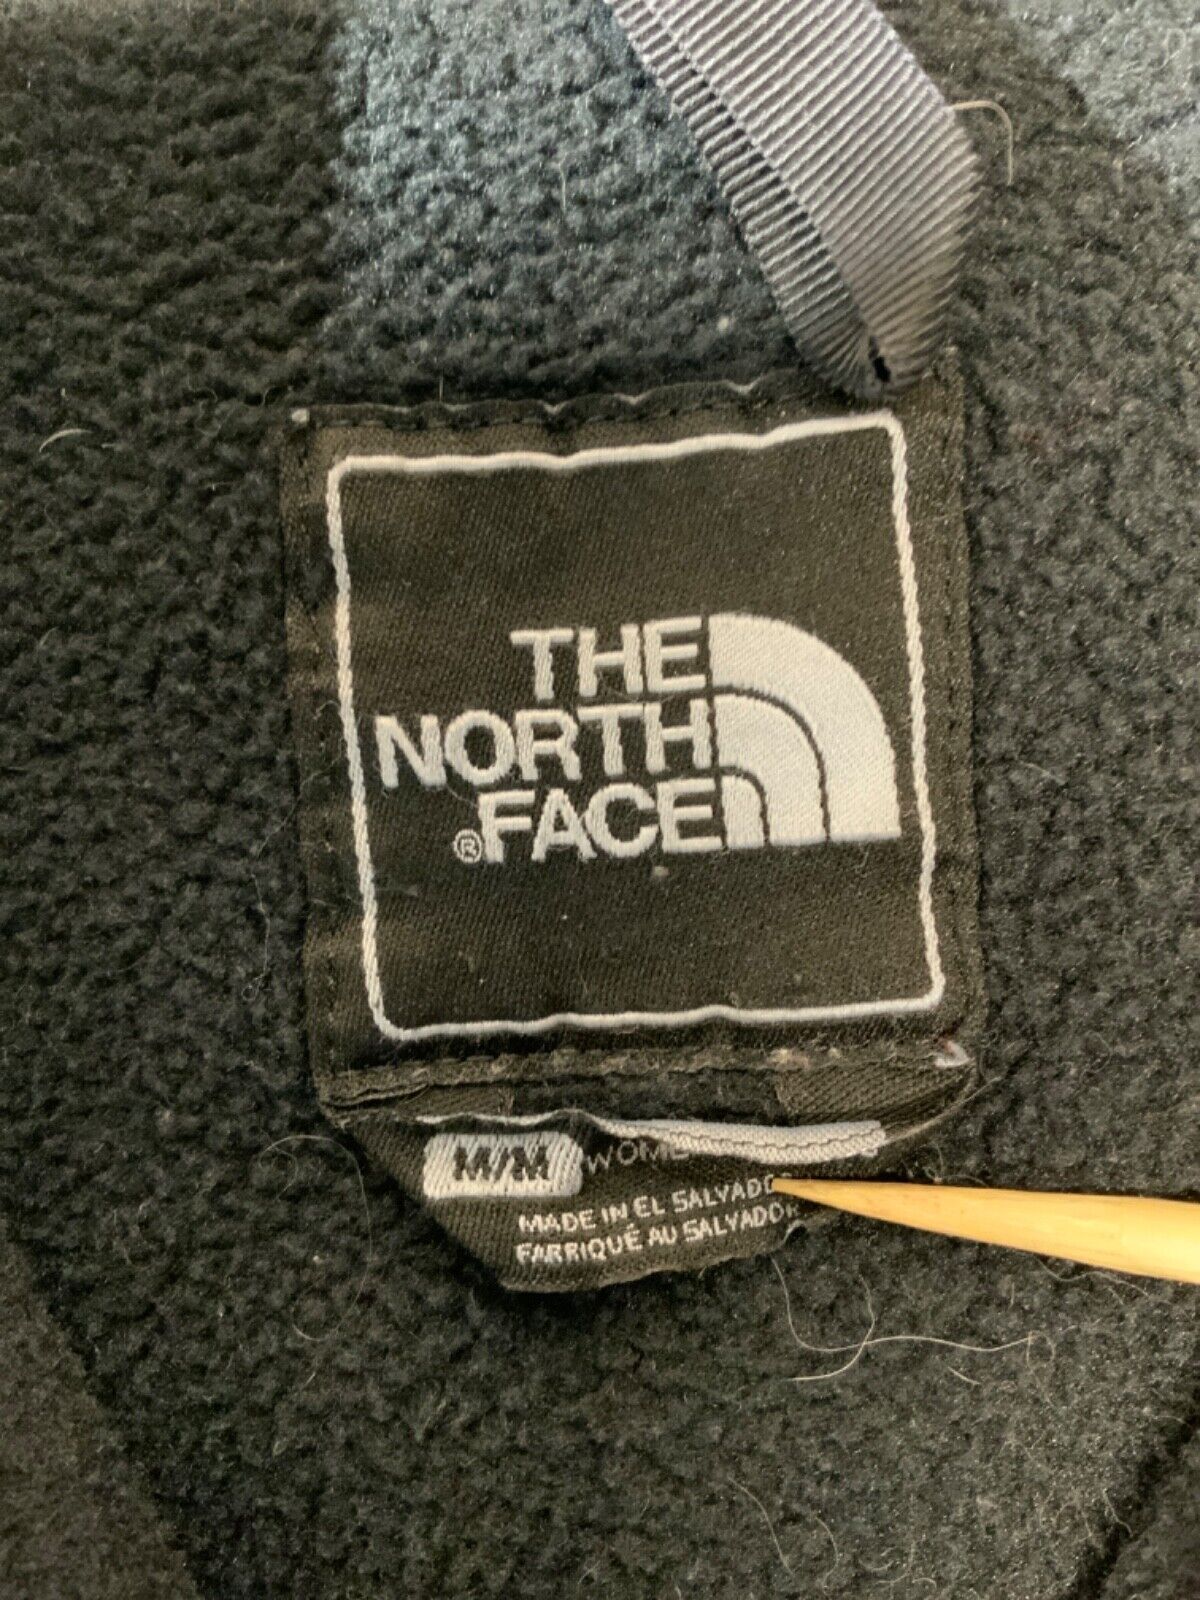 THE
NORTH
®FACE
M/M
MADE IN EL SALVADOR
FABRIQUÉ AU SALVADOR